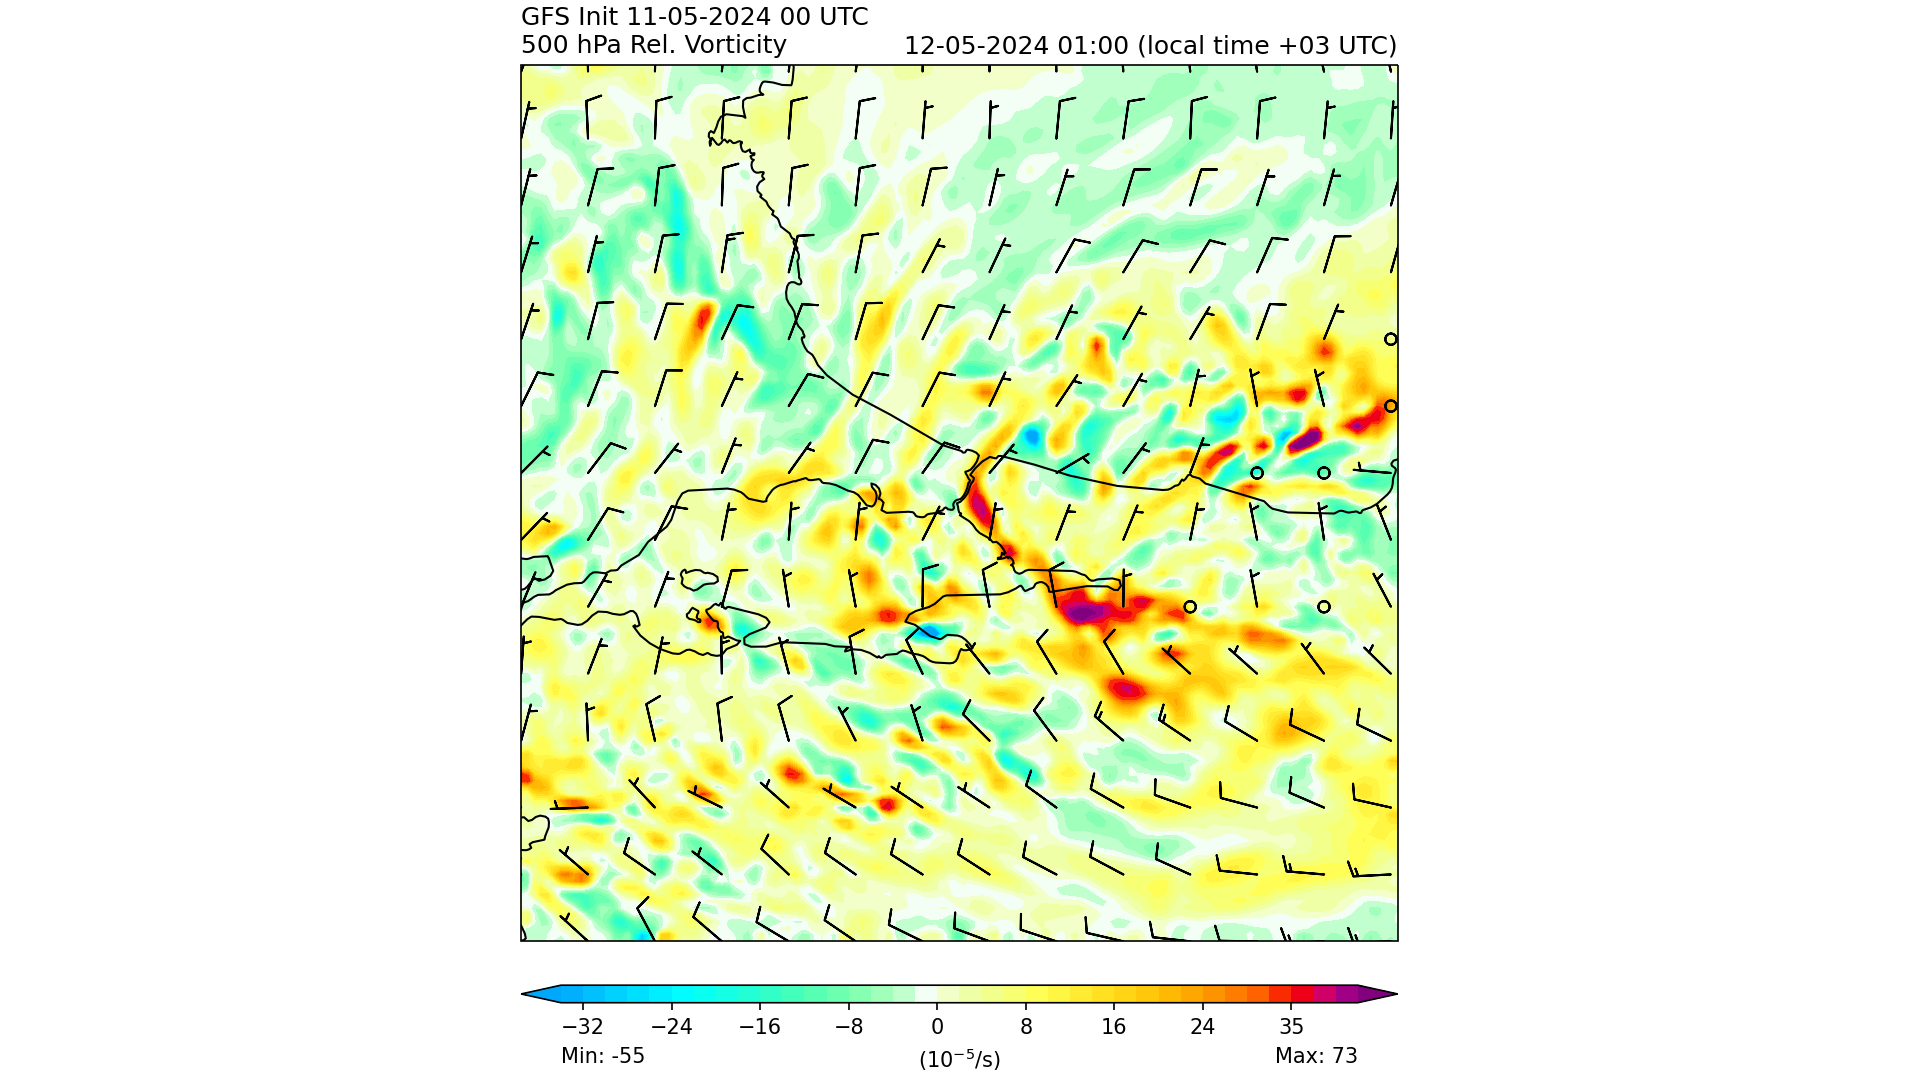 GFS Init 11-05-2024 00 UTC
500 hPa Rel. Vorticity
12-05-2024 01:00 (local time +03 UTC)
−32 −24 −16 −8 0 8 16 24 35
Min: -55 (10⁻⁵/s) Max: 73